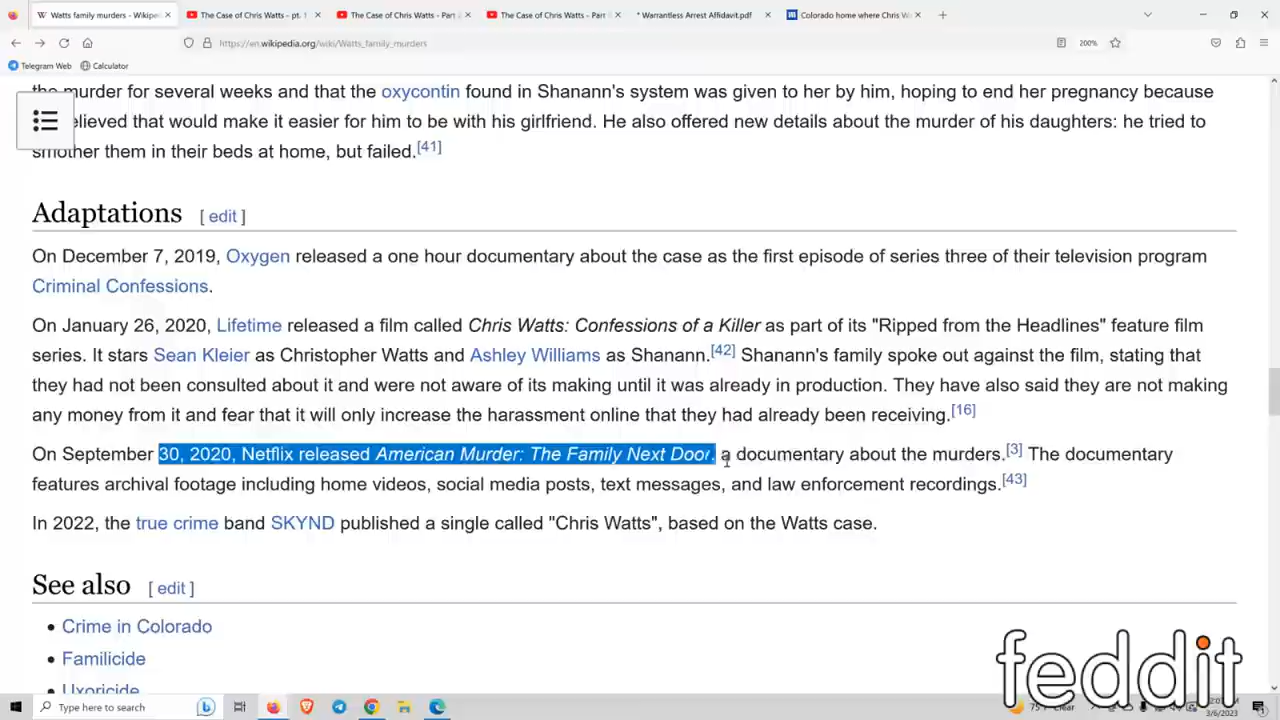 Watts family murders - Wikipe
The Case of Chris Watts - pt. 1
The Case of Chris Watts - Part 2
The Case of Chris Watts - Part
* Warrantless Arrest Affidavit.pdf
Colorado home where Chris W
https://en.wikipedia.org/wiki/Watts_family_murders
200%
Telegram Web Calculator
the murder for several weeks and that the oxycontin found in Shanann's system was given to her by him, hoping to end her pregnancy because
elieved that would make it easier for him to be with his girlfriend. He also offered new details about the murder of his daughters: he tried to
smother them in their beds at home, but failed.[41]
Adaptations [ edit ]
On December 7, 2019, Oxygen released a one hour documentary about the case as the first episode of series three of their television program
Criminal Confessions.
On January 26, 2020, Lifetime released a film called Chris Watts: Confessions of a Killer as part of its "Ripped from the Headlines" feature film
series. It stars Sean Kleier as Christopher Watts and Ashley Williams as Shanann.[42] Shanann's family spoke out against the film, stating that
they had not been consulted about it and were not aware of its making until it was already in production. They have also said they are not making
any money from it and fear that it will only increase the harassment online that they had already been receiving.[16]
On September 30, 2020, Netflix released American Murder: The Family Next Door, a documentary about the murders.[3] The documentary
features archival footage including home videos, social media posts, text messages, and law enforcement recordings.[43]
In 2022, the true crime band SKYND published a single called "Chris Watts", based on the Watts case.
See also [ edit ]
Crime in Colorado
Familicide
Uxoricide
feddit
Type here to search
75° Clear
3/6/2023